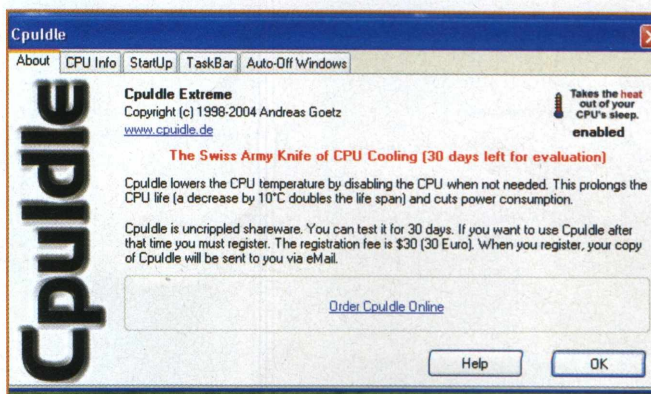 CpuIdle
About CPU Info StartUp TaskBar Auto-Off Windows
CpuIdle
CpuIdle Extreme
Copyright (c) 1998-2004 Andreas Goetz
www.cpuidle.de
Takes the heat
out of your
CPU's sleep.
enabled
The Swiss Army Knife of CPU Cooling (30 days left for evaluation)
CpuIdle lowers the CPU temperature by disabling the CPU when not needed. This prolongs the
CPU life (a decrease by 10°C doubles the life span) and cuts power consumption.
CpuIdle is uncrippled shareware. You can test it for 30 days. If you want to use CpuIdle after
that time you must register. The registration fee is $30 (30 Euro). When you register, your copy
of CpuIdle will be sent to you via eMail.
Order CpuIdle Online
Help
OK